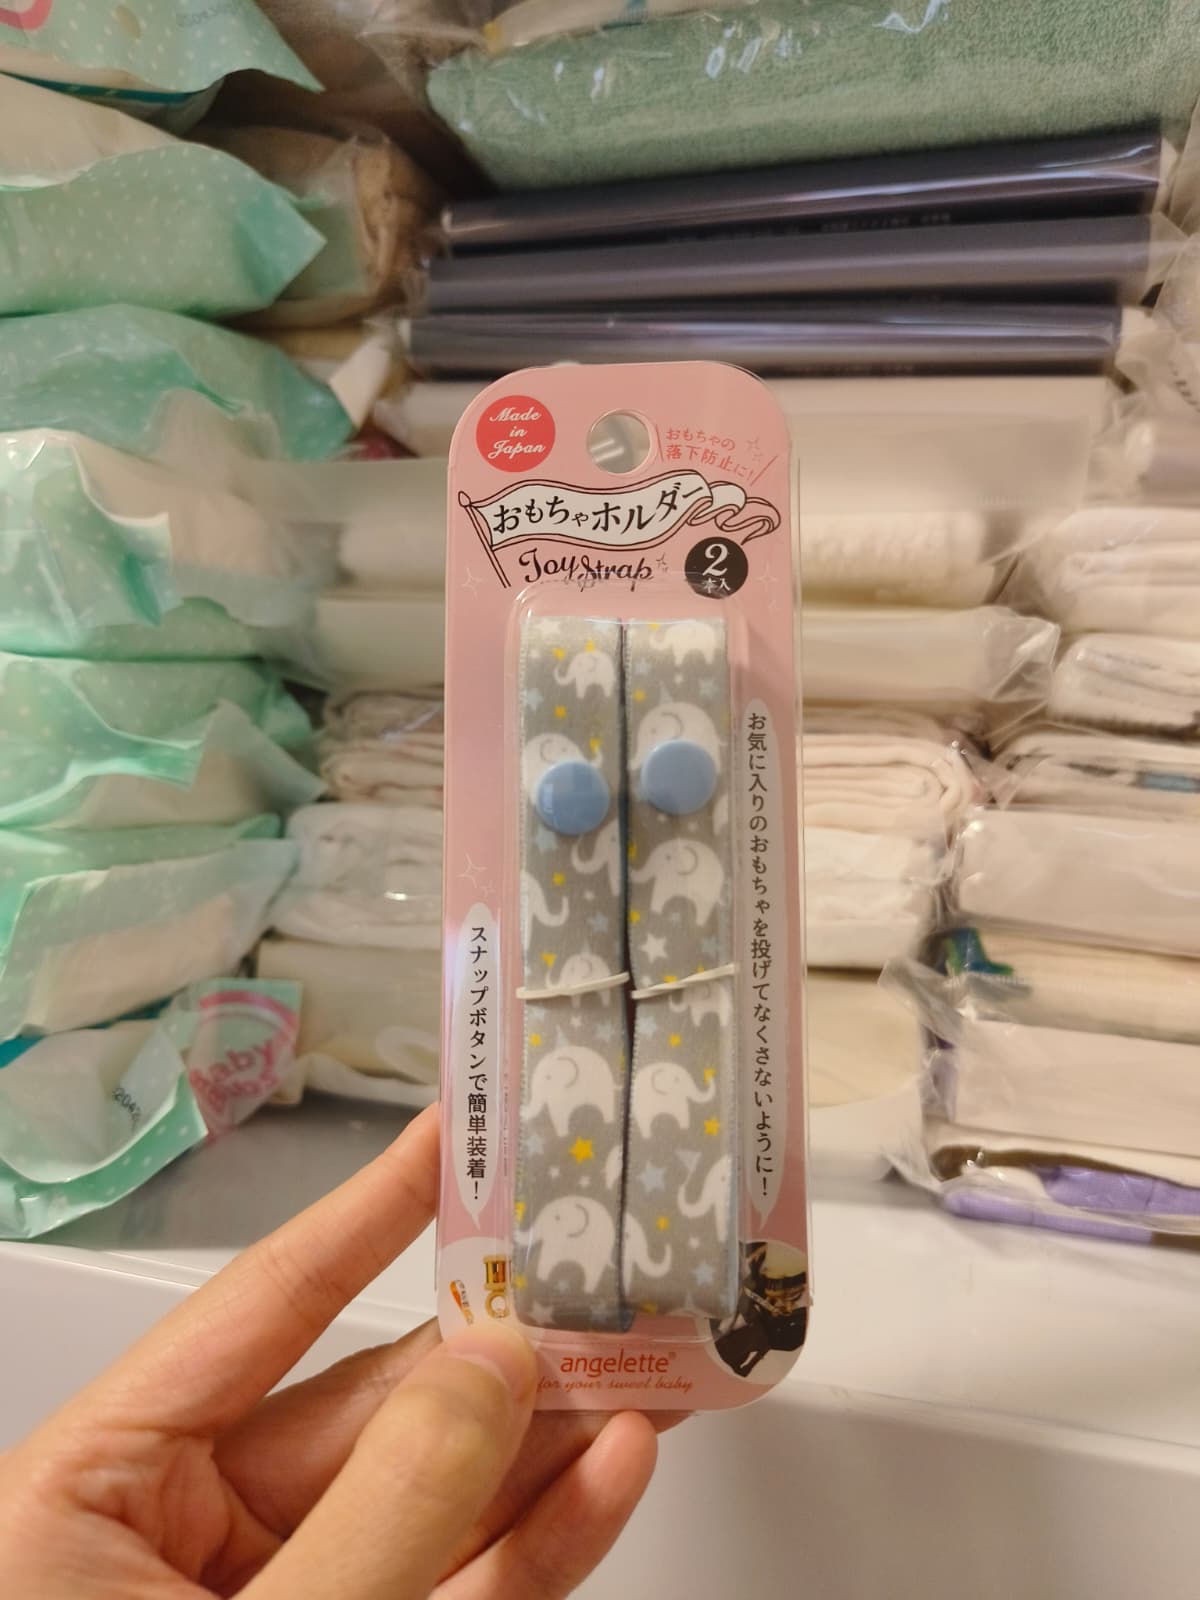 Made
in
Japan
おもちゃの
落下防止に!
おもちゃホルダー
Toy Strap
2
本入
お気に入りのおもちゃを投げてなくさないように!
スナップボタンで簡単装着!
angelette®
for your sweet baby
Baby
Bibs